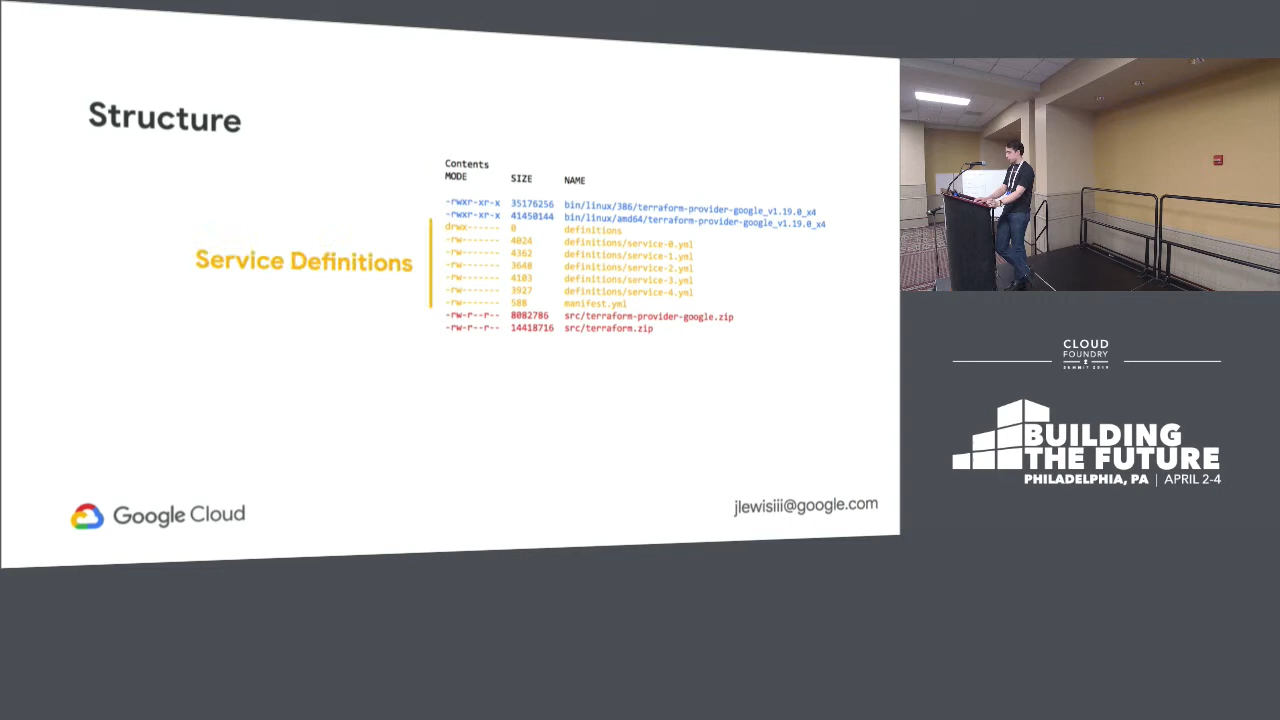 Structure
Contents
MODE SIZE NAME
-rwxr-xr-x 35176256 bin/linux/386/terraform-provider-google_v1.19.0_x4
-rwxr-xr-x 41450144 bin/linux/amd64/terraform-provider-google_v1.19.0_x4
drwx------ 0 definitions
-rw------- 4024 definitions/service-0.yml
-rw------- 4362 definitions/service-1.yml
-rw------- 3648 definitions/service-2.yml
-rw------- 4103 definitions/service-3.yml
-rw------- 3927 definitions/service-4.yml
-rw------- 588 manifest.yml
-rw-r--r-- 8082786 src/terraform-provider-google.zip
-rw-r--r-- 14418716 src/terraform.zip
Service Definitions
Google Cloud
jlewisiii@google.com
CLOUD
FOUNDRY
SUMMIT 2019
BUILDING
THE FUTURE
PHILADELPHIA, PA | APRIL 2-4